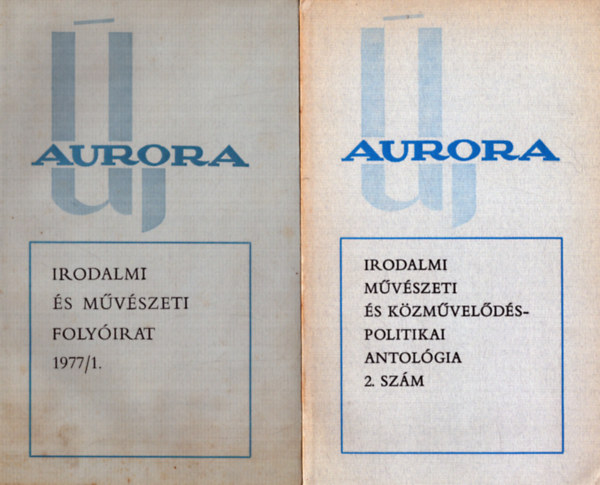 Új
AURORA
IRODALMI
ÉS MŰVÉSZETI
FOLYÓIRAT
1977/1.
Új
AURORA
IRODALMI
MŰVÉSZETI
ÉS KÖZMŰVELŐDÉS-
POLITIKAI
ANTOLÓGIA
2. SZÁM